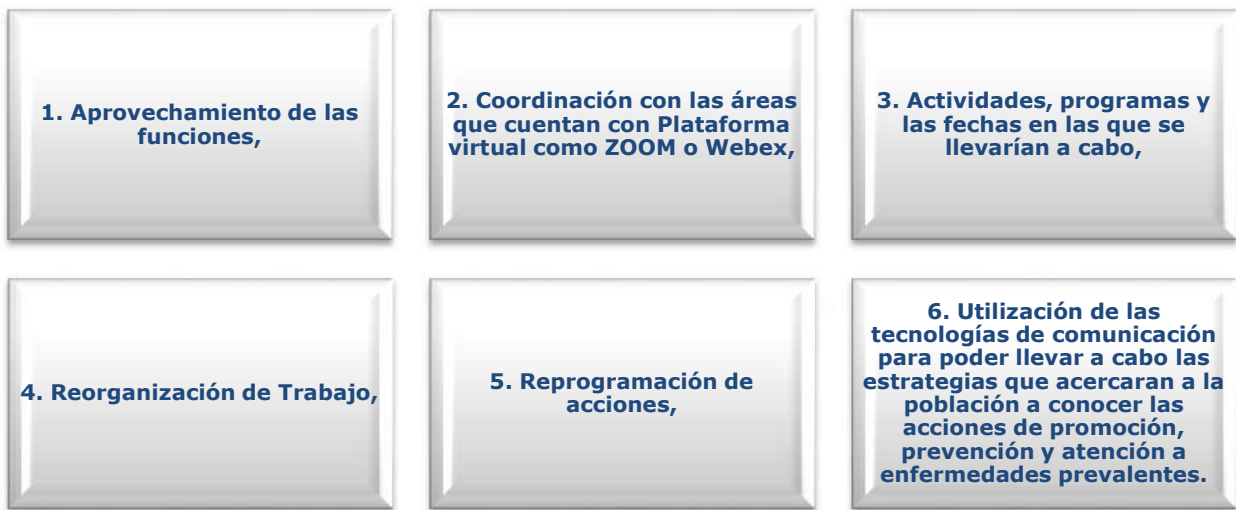 1. Aprovechamiento de las
funciones,
2. Coordinación con las áreas
que cuentan con Plataforma
virtual como ZOOM o Webex,
3. Actividades, programas y
las fechas en las que se
llevarían a cabo,
4. Reorganización de Trabajo,
5. Reprogramación de
acciones,
6. Utilización de las
tecnologías de comunicación
para poder llevar a cabo las
estrategias que acercaran a la
población a conocer las
acciones de promoción,
prevención y atención a
enfermedades prevalentes.